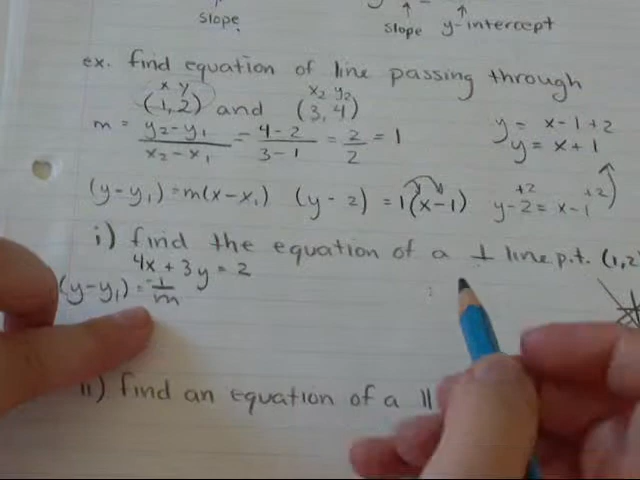 slope
slope y-intercept
ex. find equation of line passing through
x y x₂ y₂
(1,2) and (3,4)
m = y₂-y₁ / x₂-x₁ = 4-2 / 3-1 = 2/2 = 1
y = x-1+2
y = x+1
(y-y₁)=m(x-x₁) (y-2) = 1(x-1) +2 +2
y-2 = x-1
i) find the equation of a ⊥ line p.t. (1,2
4x+3y=2
(y-y₁)=-1/m
ii) find an equation of a ||